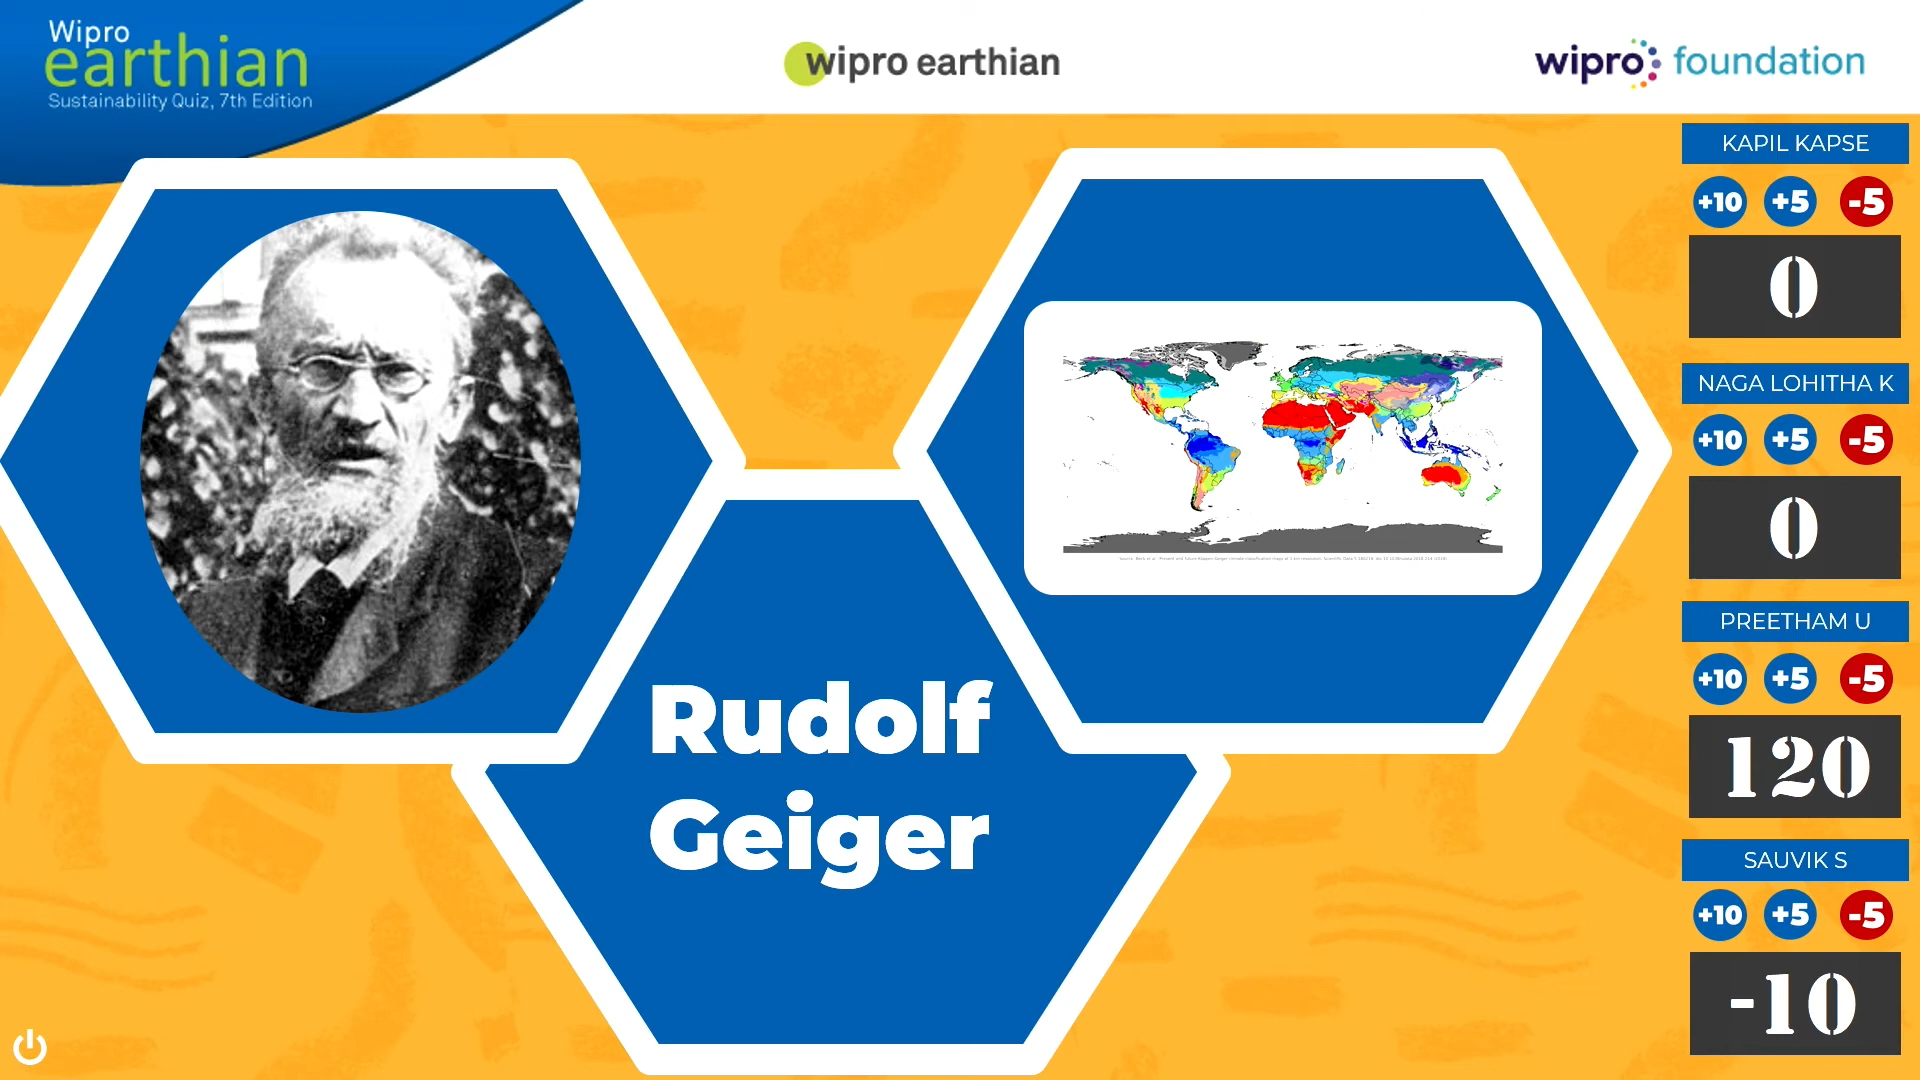 Wipro
earthian
Sustainability Quiz, 7th Edition
wipro earthian
wipro foundation
KAPIL KAPSE
+10 +5 -5
0
NAGA LOHITHA K
+10 +5 -5
0
PREETHAM U
+10 +5 -5
120
SAUVIK S
+10 +5 -5
-10
Rudolf
Geiger